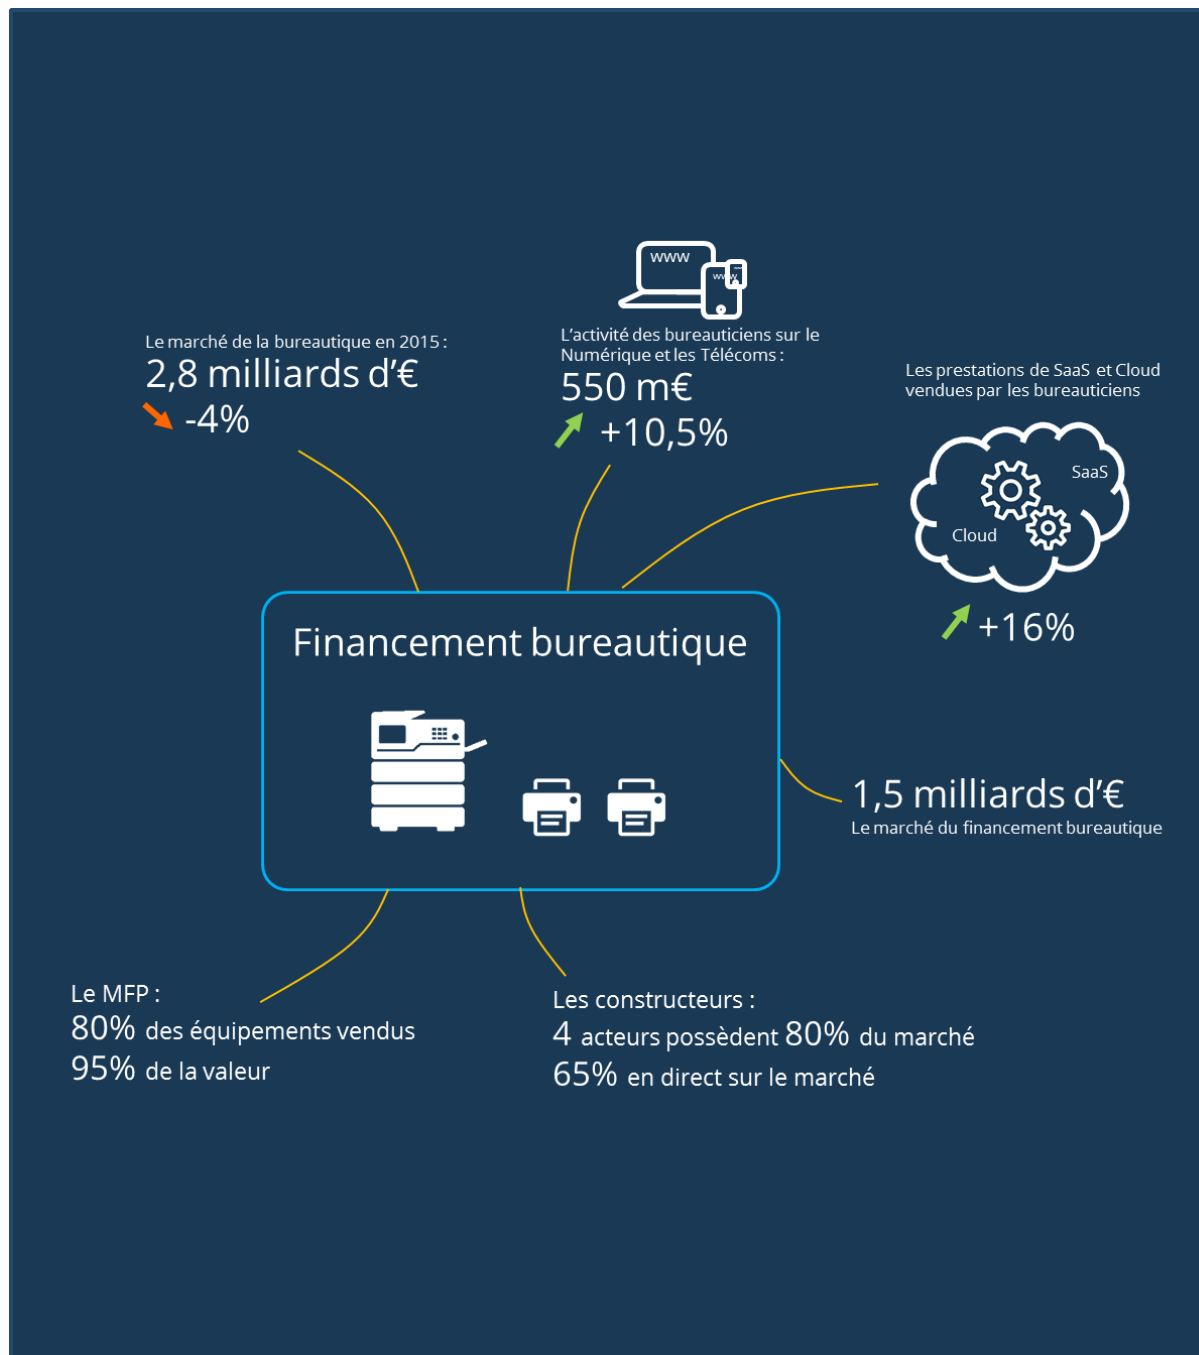 www
www
Le marché de la bureautique en 2015 :
2,8 milliards d'€
-4%
L'activité des bureauticiens sur le
Numérique et les Télécoms :
550 m€
+10,5%
Les prestations de SaaS et Cloud
vendues par les bureauticiens
SaaS
Cloud
+16%
Financement bureautique
1,5 milliards d'€
Le marché du financement bureautique
Le MFP :
80% des équipements vendus
95% de la valeur
Les constructeurs :
4 acteurs possèdent 80% du marché
65% en direct sur le marché